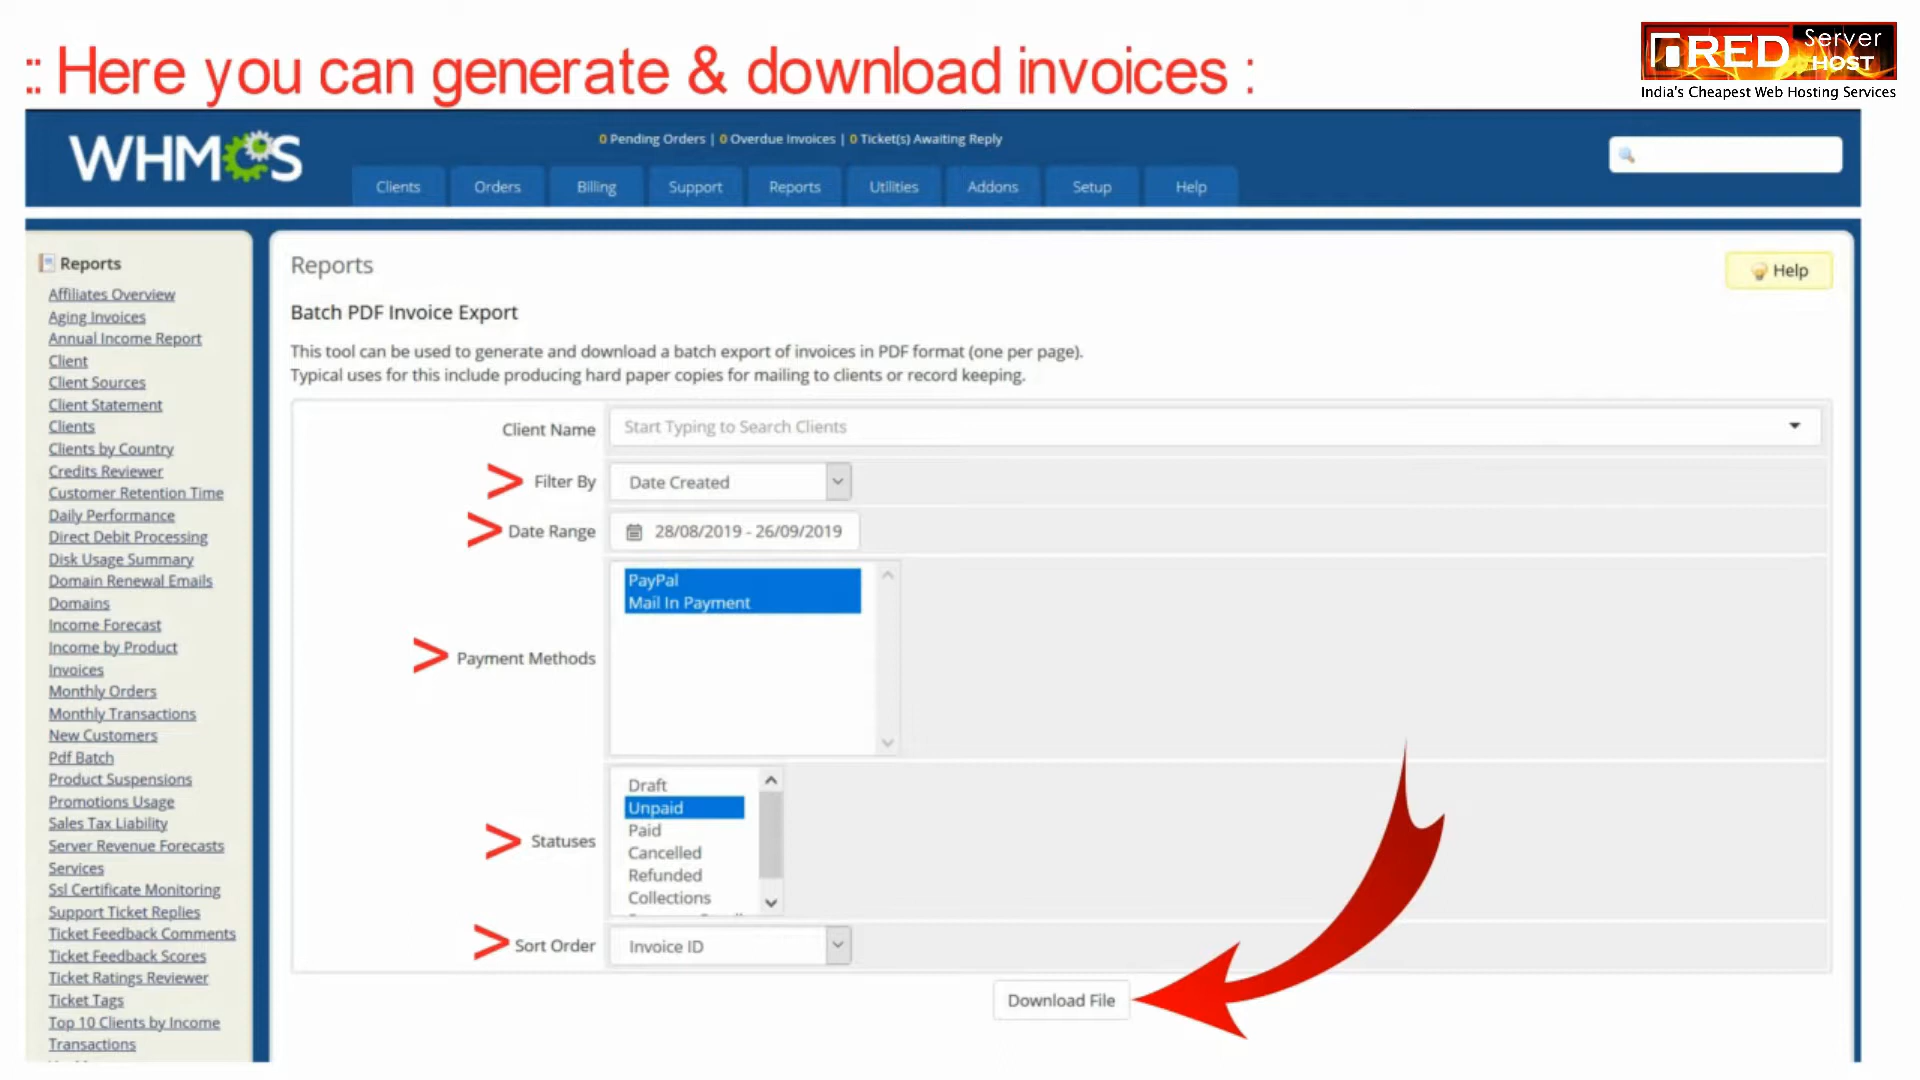 :: Here you can generate & download invoices :
RED Server HOST
India's Cheapest Web Hosting Services
WHMCS
0 Pending Orders | 0 Overdue Invoices | 0 Ticket(s) Awaiting Reply
Clients Orders Billing Support Reports Utilities Addons Setup Help
Reports
Affiliates Overview
Aging Invoices
Annual Income Report
Client
Client Sources
Client Statement
Clients
Clients by Country
Credits Reviewer
Customer Retention Time
Daily Performance
Direct Debit Processing
Disk Usage Summary
Domain Renewal Emails
Domains
Income Forecast
Income by Product
Invoices
Monthly Orders
Monthly Transactions
New Customers
Pdf Batch
Product Suspensions
Promotions Usage
Sales Tax Liability
Server Revenue Forecasts
Services
Ssl Certificate Monitoring
Support Ticket Replies
Ticket Feedback Comments
Ticket Feedback Scores
Ticket Ratings Reviewer
Ticket Tags
Top 10 Clients by Income
Transactions
Reports
Help
Batch PDF Invoice Export
This tool can be used to generate and download a batch export of invoices in PDF format (one per page).
Typical uses for this include producing hard paper copies for mailing to clients or record keeping.
Client Name Start Typing to Search Clients
> Filter By Date Created
> Date Range 28/08/2019 - 26/09/2019
PayPal
Mail In Payment
> Payment Methods
Draft
Unpaid
Paid
> Statuses
Cancelled
Refunded
Collections
> Sort Order Invoice ID
Download File